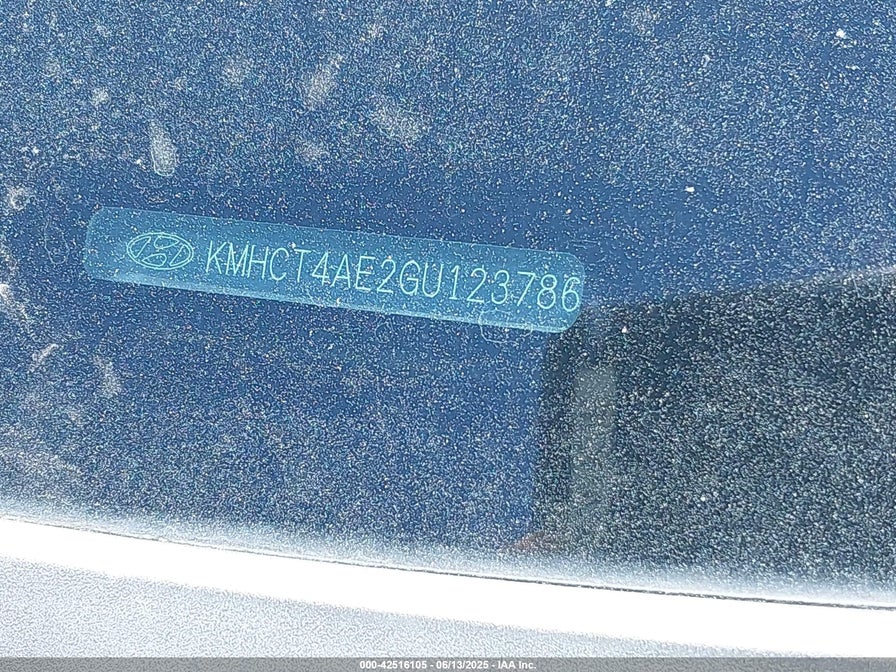 KMHCT4AE2GU123786
000-42516105 - 06/13/2025 - IAA Inc.